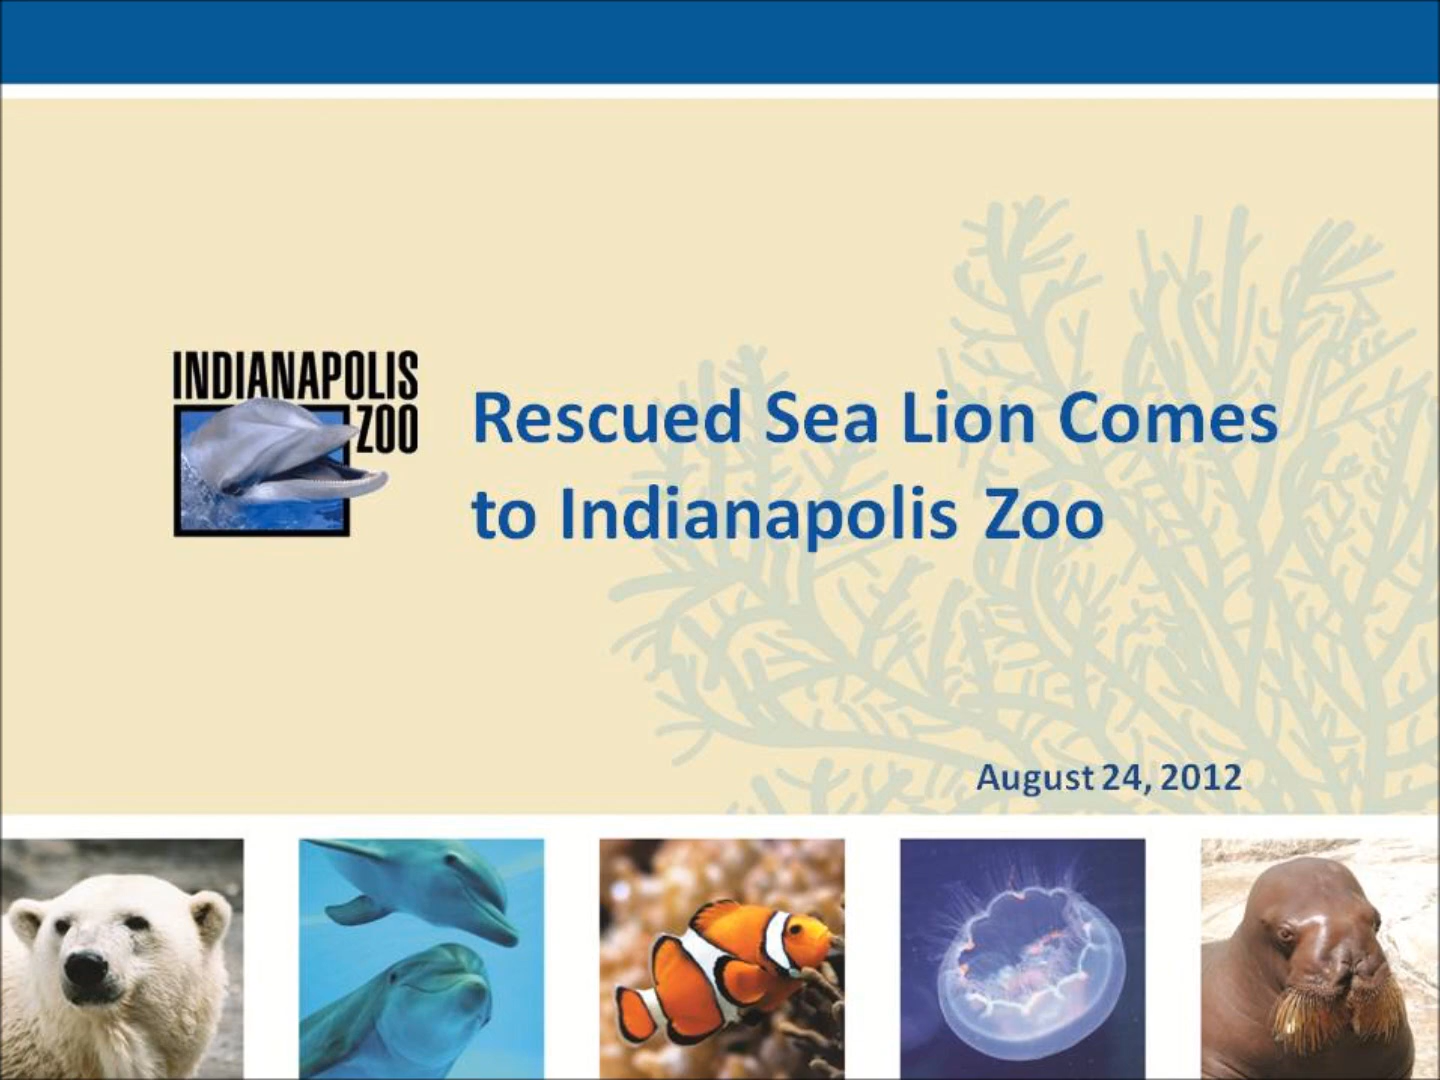 INDIANAPOLIS
ZOO
Rescued Sea Lion Comes
to Indianapolis Zoo
August 24, 2012